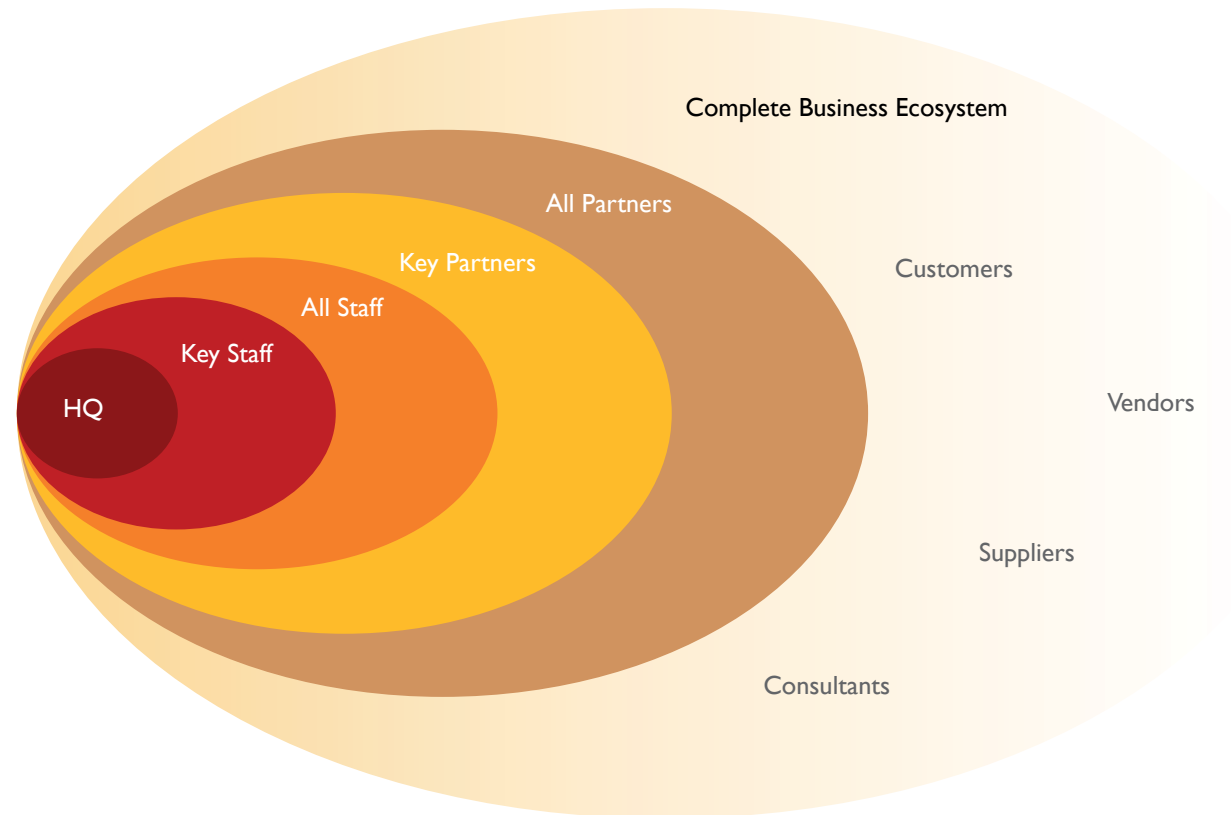 Complete Business Ecosystem
All Partners
Key Partners
Customers
All Staff
Key Staff
HQ
Vendors
Suppliers
Consultants